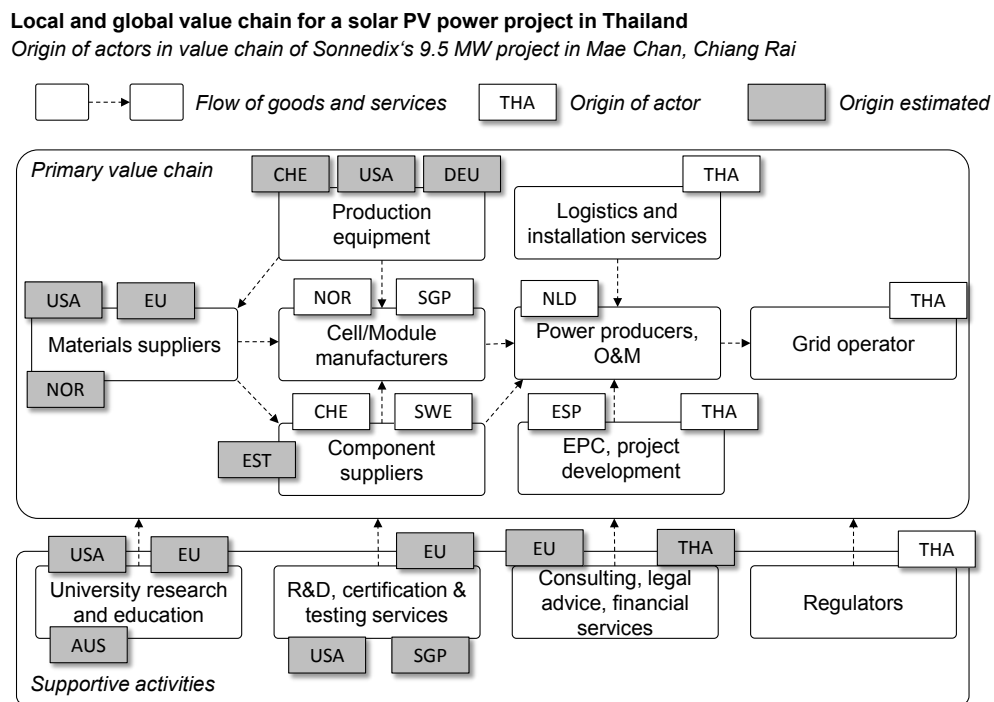 Local and global value chain for a solar PV power project in Thailand
Origin of actors in value chain of Sonnedix‘s 9.5 MW project in Mae Chan, Chiang Rai
Flow of goods and services
THA
Origin of actor
Origin estimated
Primary value chain
CHE
USA
DEU
Production
equipment
THA
Logistics and
installation services
USA
EU
Materials suppliers
NOR
NOR
SGP
Cell/Module
manufacturers
NLD
Power producers,
O&M
THA
Grid operator
CHE
SWE
EST
Component
suppliers
ESP
THA
EPC, project
development
USA
EU
University research
and education
AUS
EU
R&D, certification &
testing services
USA
SGP
EU
THA
Consulting, legal
advice, financial
services
THA
Regulators
Supportive activities